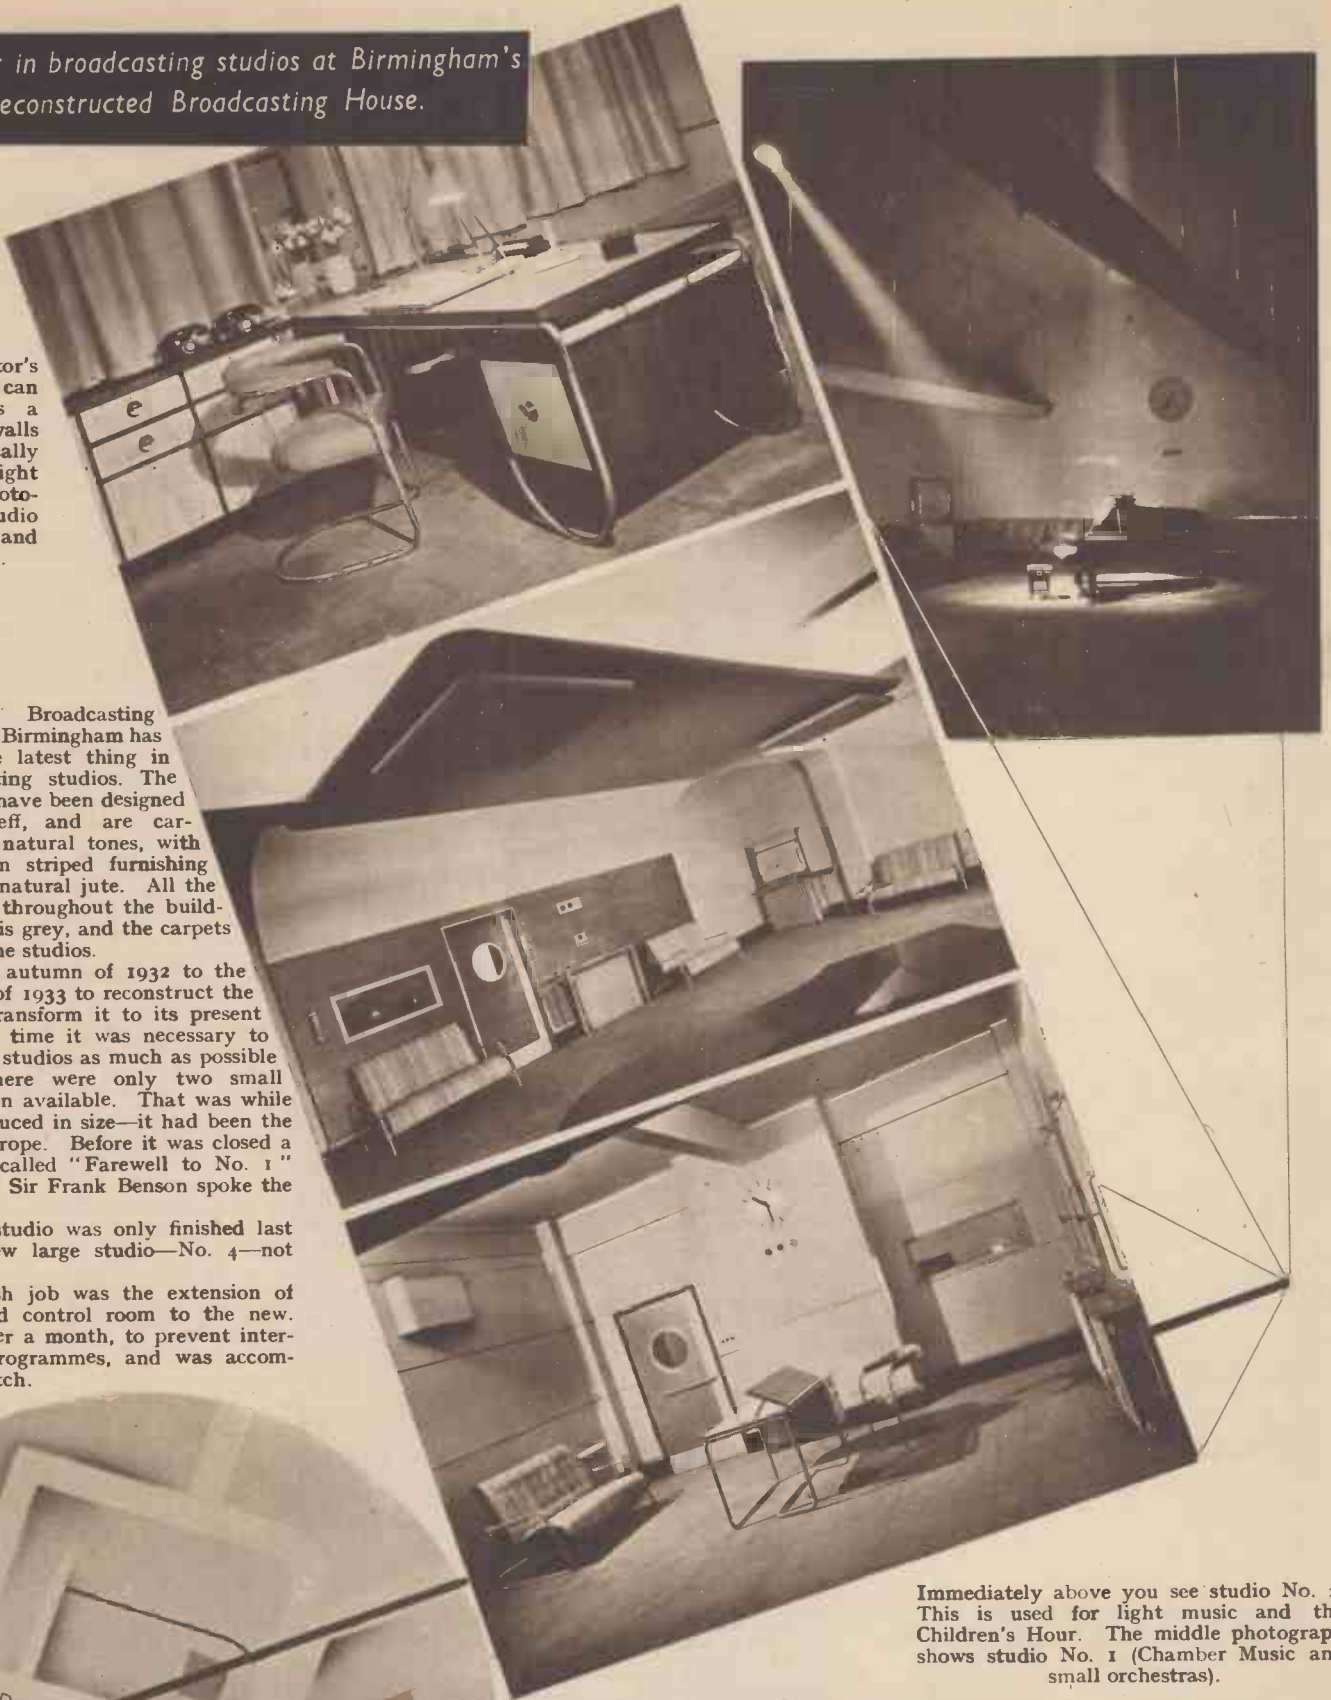 in broadcasting studios at Birmingham's
econstructed Broadcasting House.
tor's
can
s a
valls
ally
ight
oto-
udio
and
Broadcasting
Birmingham has
e latest thing in
ting studios. The
have been designed
eff, and are car-
natural tones, with
n striped furnishing
natural jute. All the
throughout the build-
is grey, and the carpets
he studios.
autumn of 1932 to the
of 1933 to reconstruct the
ransform it to its present
time it was necessary to
studios as much as possible
here were only two small
n available. That was while
uced in size—it had been the
rope. Before it was closed a
called "Farewell to No. 1"
Sir Frank Benson spoke the
studio was only finished last
w large studio—No. 4—not
sh job was the extension of
d control room to the new.
er a month, to prevent inter-
rogrammes, and was accom-
tch.
Immediately above you see studio No.
This is used for light music and th
Children's Hour. The middle photograp
shows studio No. 1 (Chamber Music an
small orchestras).